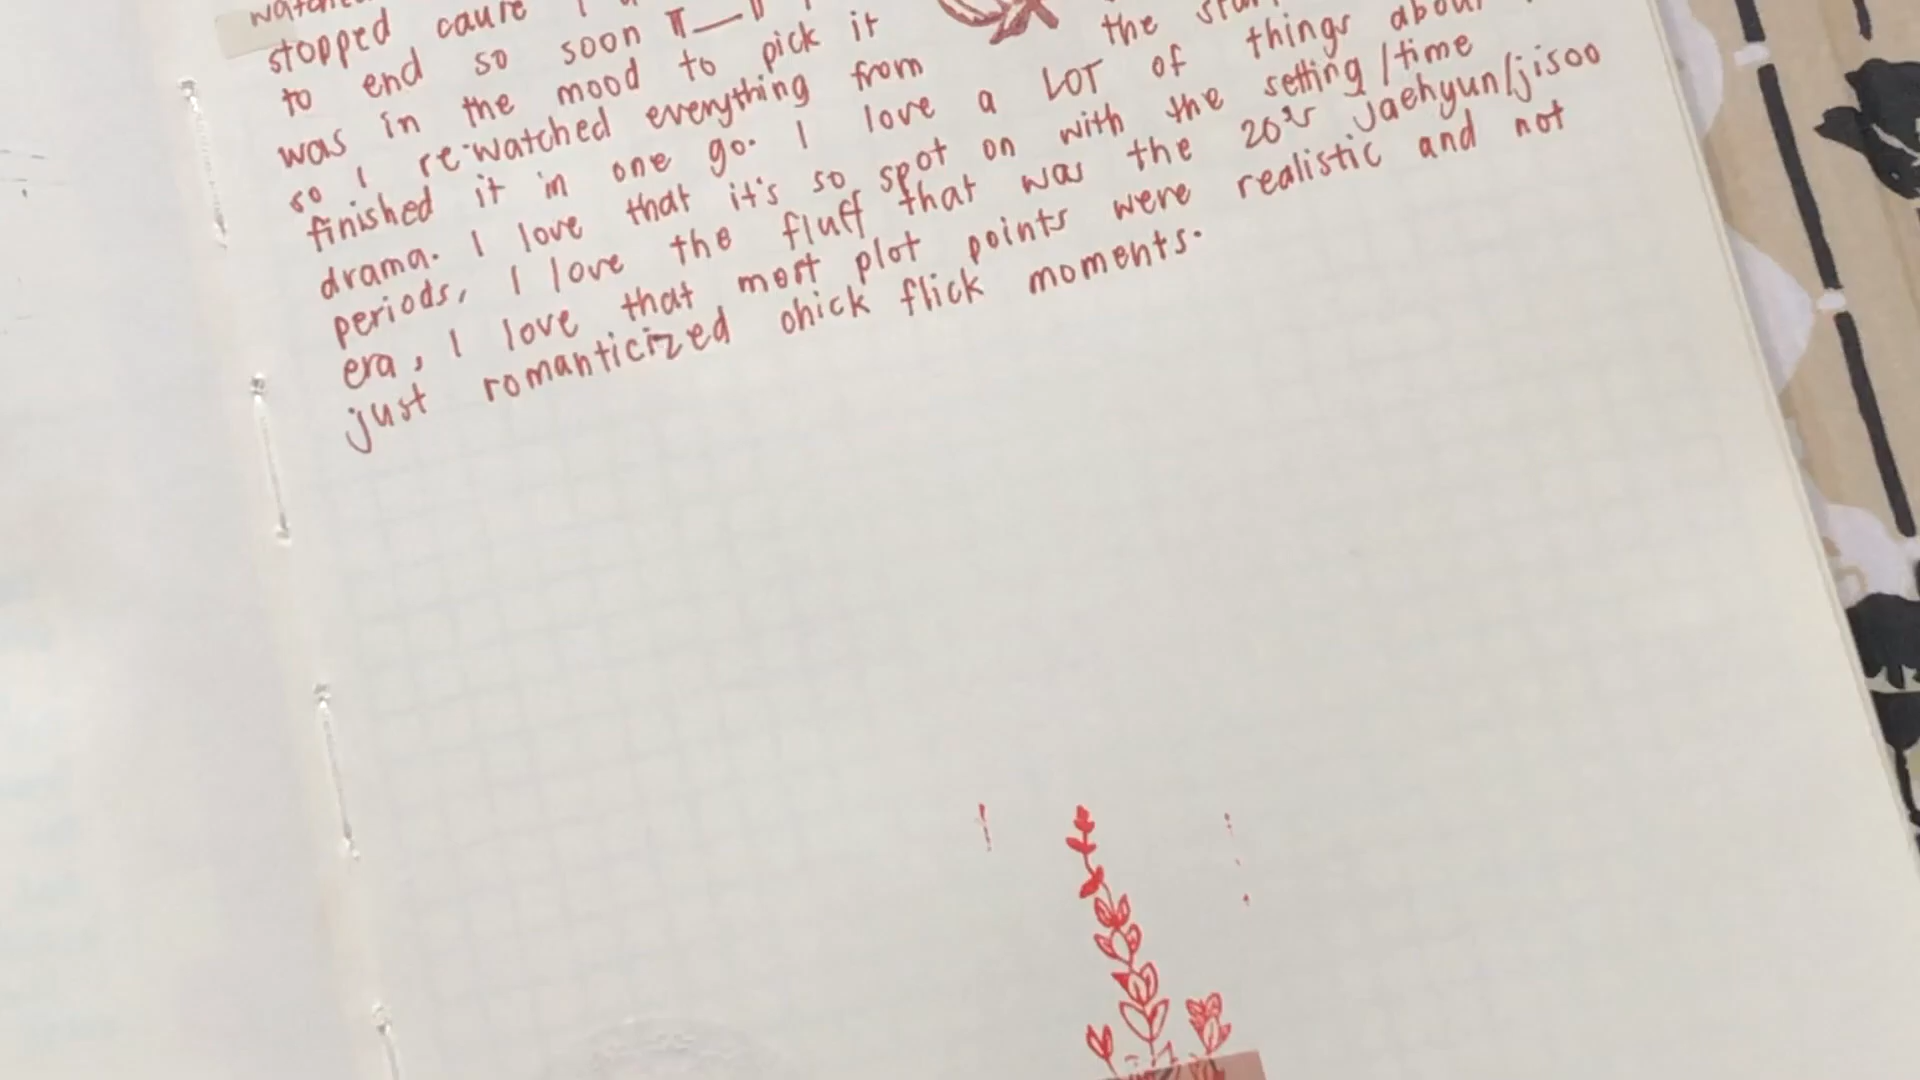 stopped cause
to end so soon T_T
was in the mood to pick it
so I re-watched everything from the
finished it in one go. I love a LOT of things about
drama. I love that it's so spot on with the setting/time
periods, I love the fluff that was the 20's jaehyun/jisoo
era, I love that most plot points were realistic and not
just romanticized chick flick moments.